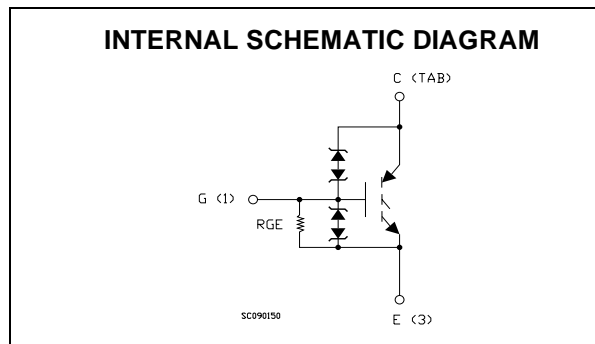 INTERNAL SCHEMATIC DIAGRAM
C (TAB)
G (1)
RGE
SC090150
E (3)